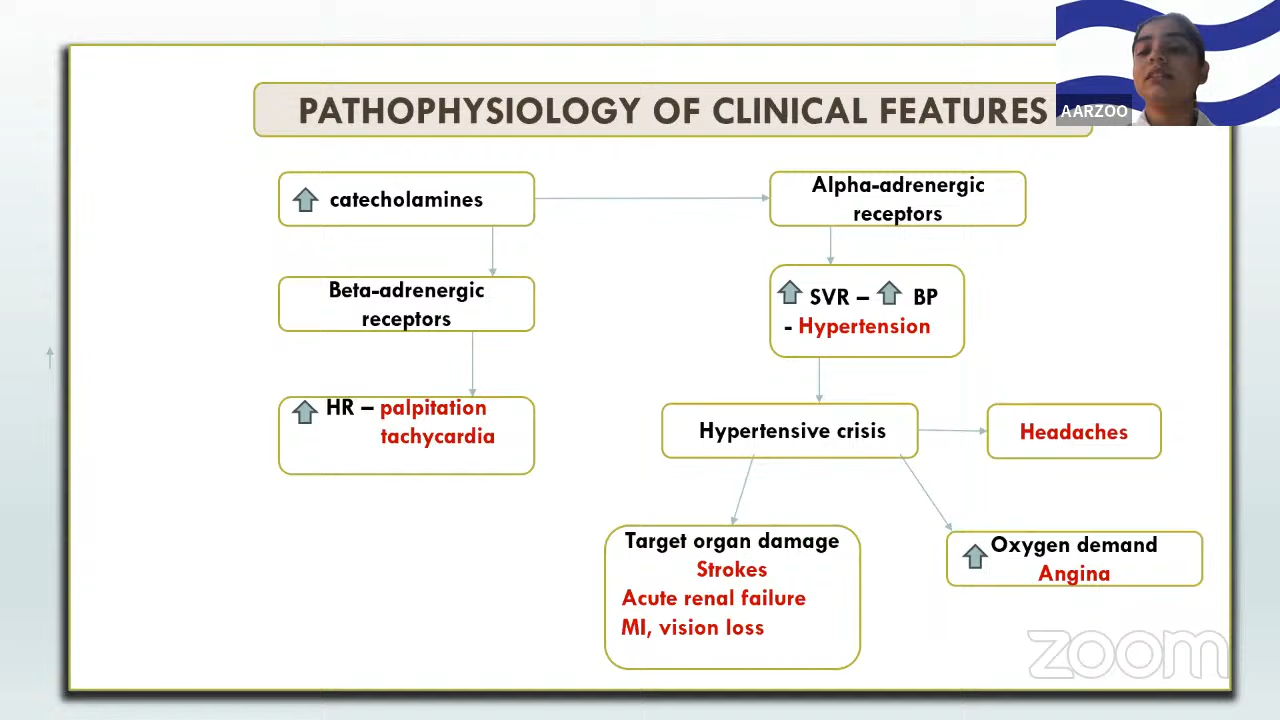 PATHOPHYSIOLOGY OF CLINICAL FEATURES
AARZOO
catecholamines
Alpha-adrenergic
receptors
Beta-adrenergic
receptors
SVR – BP
- Hypertension
HR – palpitation
tachycardia
Hypertensive crisis
Headaches
Target organ damage
Strokes
Acute renal failure
MI, vision loss
Oxygen demand
Angina
zoom